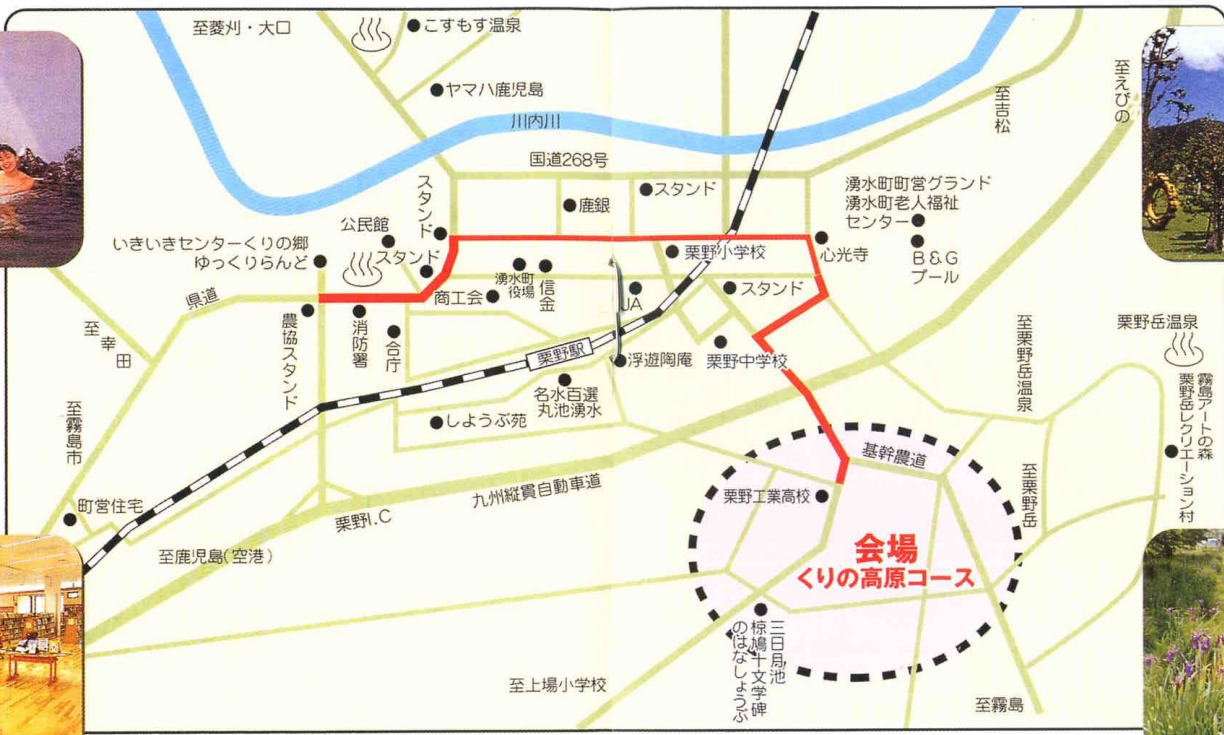 至菱刈・大口
こすもす温泉
ヤマハ鹿児島
川内川
国道268号
至吉松
至えびの
スタンド
鹿銀
スタンド
湧水町町営グランド
湧水町老人福祉
センター
B&G
プール
公民館
いきいきセンターくりの郷
ゆっくりらんど
スタンド
栗野小学校
心光寺
県道
商工会
湧水町
役場
信金
JA
スタンド
至幸田
農協スタンド
消防署
合庁
栗野駅
浮遊陶庵
栗野中学校
至栗野岳温泉
栗野岳温泉
霧島アートの森
栗野岳レクリエーション村
名水百選
丸池湧水
しようぶ苑
至霧島市
九州縦貫自動車道
基幹農道
至栗野岳
町営住宅
栗野I.C
栗野工業高校
至鹿児島(空港)
会場
くりの高原コース
三日月池
椋鳩十文学碑
のはなしょうぶ
至上場小学校
至霧島